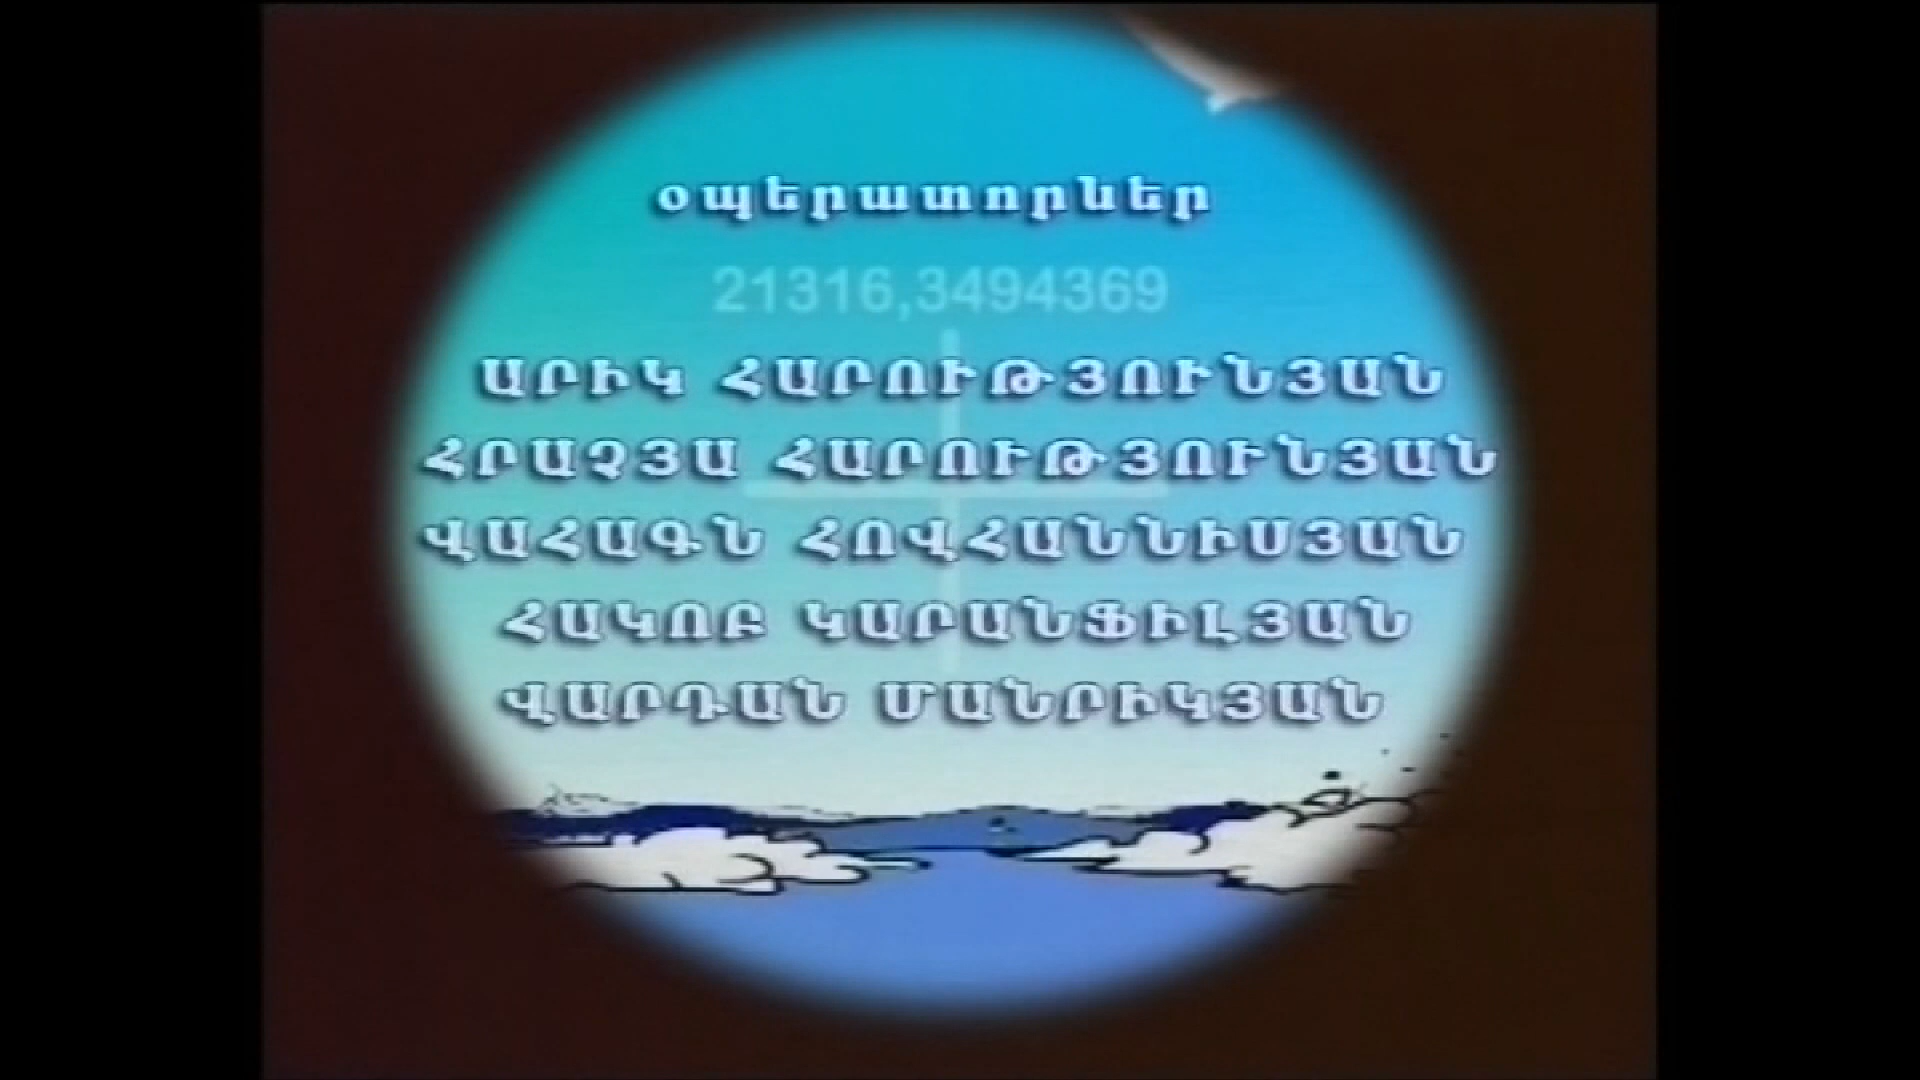 օպերատորներ
21316,3494369
ԱՐԻԿ ՀԱՐՈՒԹՅՈՒՆՅԱՆ
ՀՐԱՉՅԱ ՀԱՐՈՒԹՅՈՒՆՅԱՆ
ՎԱՀԱԳՆ ՀՈՎՀԱՆՆԻՍՅԱՆ
ՀԱԿՈԲ ԿԱՐԱՆՖԻԼՅԱՆ
ՎԱՐԴԱՆ ՄԱՆՐԻԿՅԱՆ